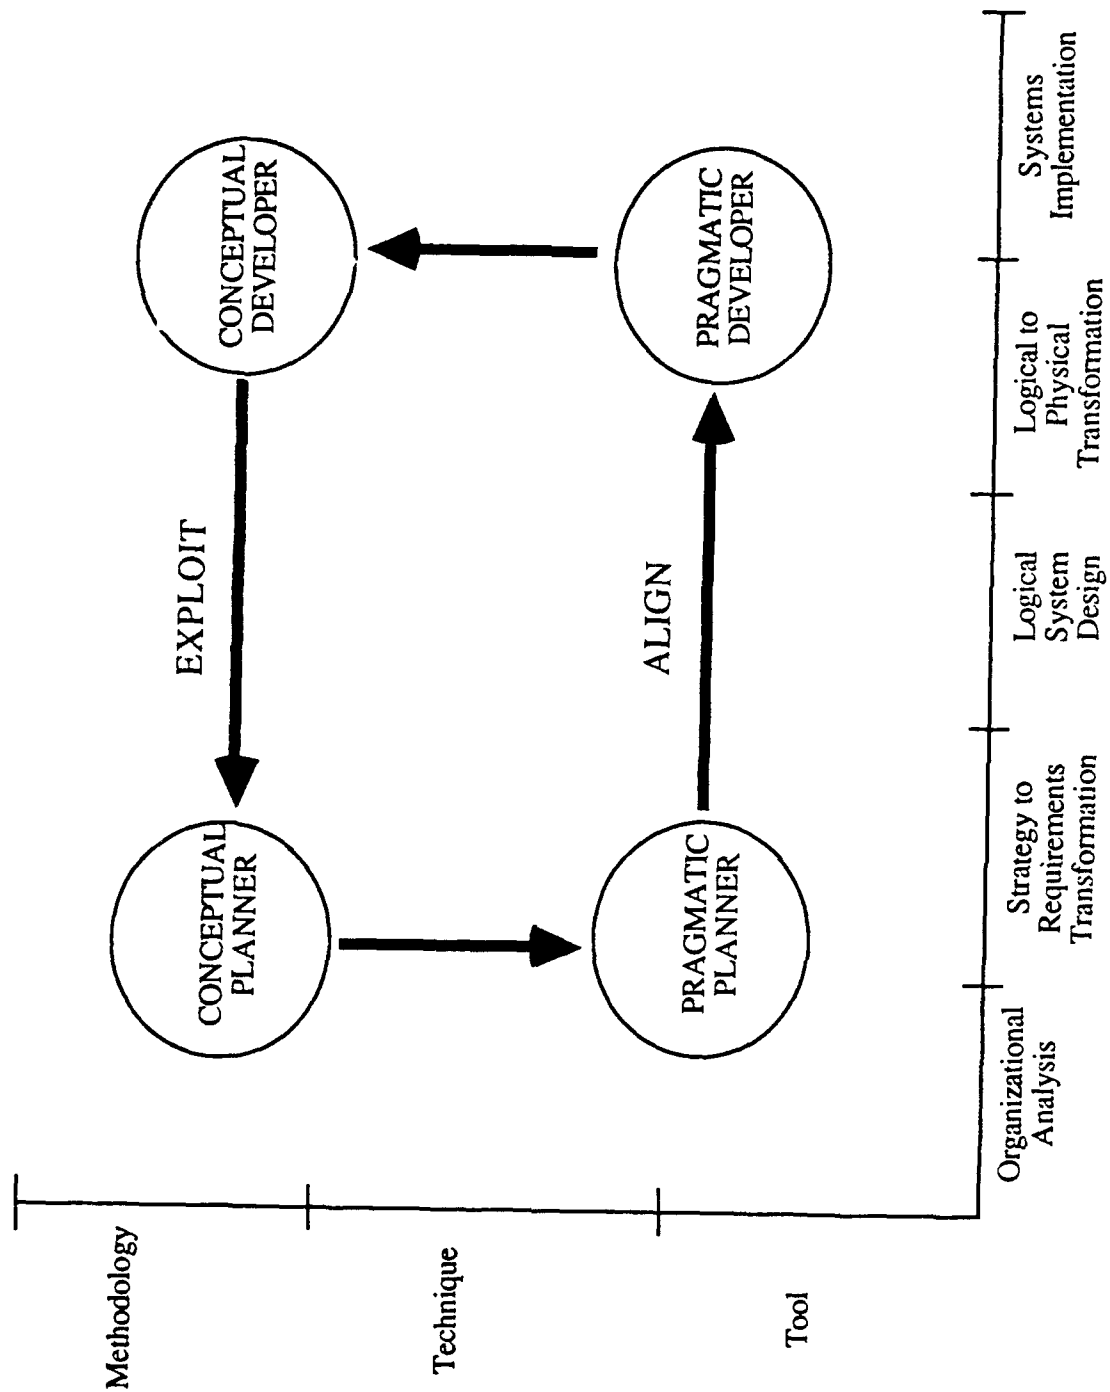 Methodology
Technique
Tool
EXPLOIT
CONCEPTUAL
PLANNER
CONCEPTUAL
DEVELOPER
ALIGN
PRAGMATIC
PLANNER
PRAGMATIC
DEVELOPER
Organizational
Analysis
Strategy to
Requirements
Transformation
Logical
System
Design
Logical to
Physical
Transformation
Systems
Implementation